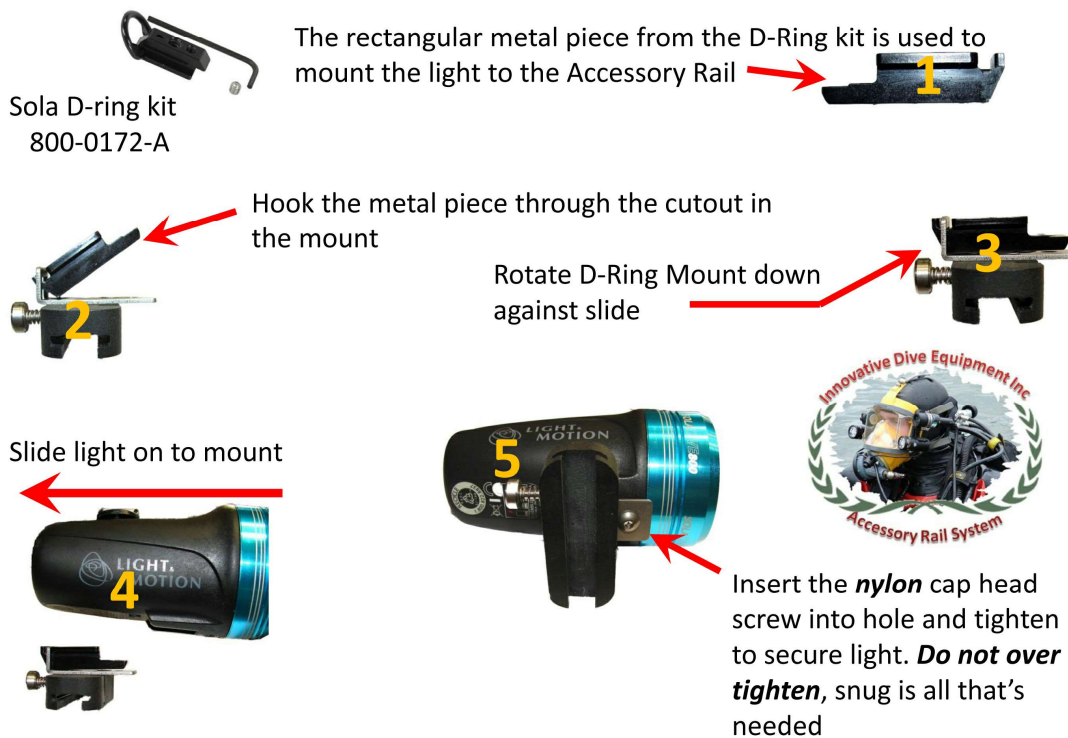 The rectangular metal piece from the D-Ring kit is used to
mount the light to the Accessory Rail
1
Sola D-ring kit
800-0172-A
Hook the metal piece through the cutout in
the mount
2
3
Rotate D-Ring Mount down
against slide
Innovative Dive Equipment Inc
Accessory Rail System
Slide light on to mount
LIGHT&
MOTION
4
LIGHT&
MOTION
5
Insert the nylon cap head
screw into hole and tighten
to secure light. Do not over
tighten, snug is all that's
needed